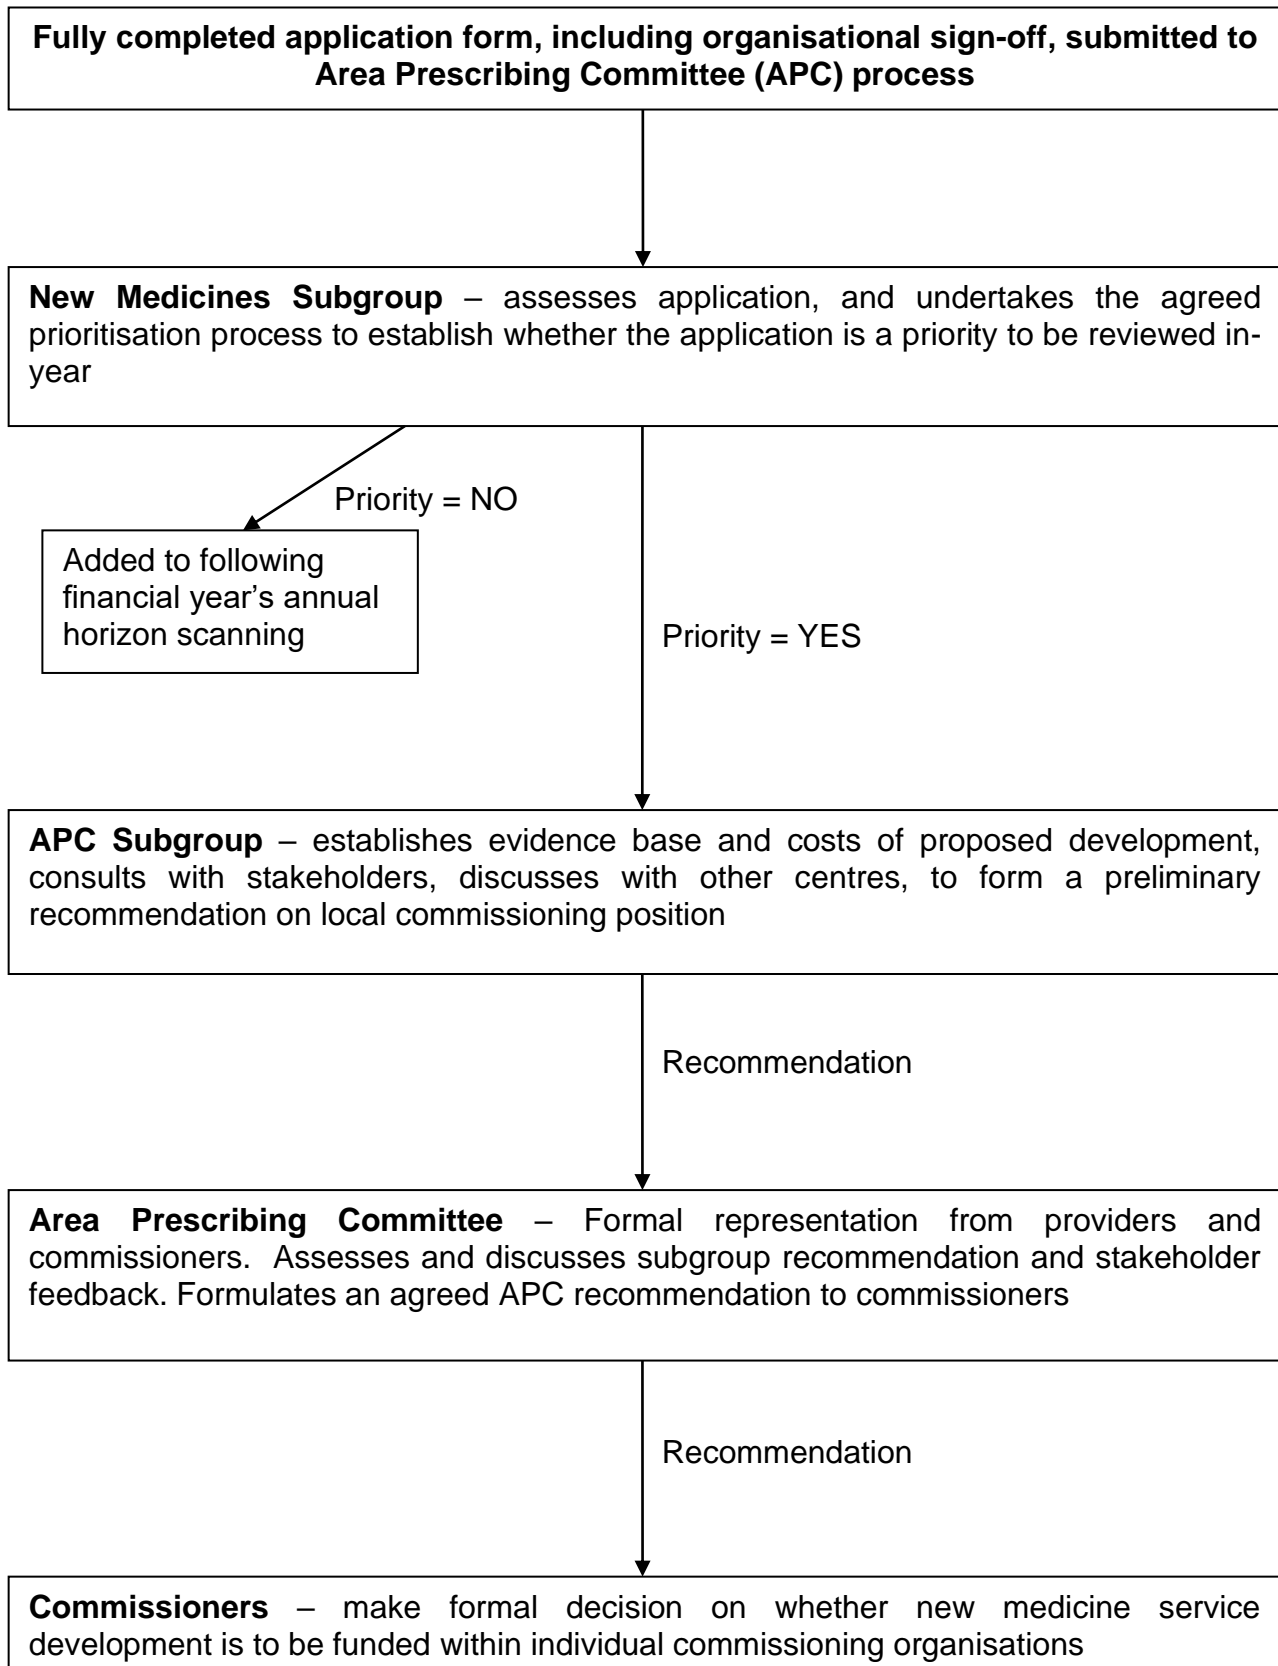 Fully completed application form, including organisational sign-off, submitted to
Area Prescribing Committee (APC) process
New Medicines Subgroup – assesses application, and undertakes the agreed
prioritisation process to establish whether the application is a priority to be reviewed in-
year
Priority = NO
Added to following
financial year's annual
horizon scanning
Priority = YES
APC Subgroup – establishes evidence base and costs of proposed development,
consults with stakeholders, discusses with other centres, to form a preliminary
recommendation on local commissioning position
Recommendation
Area Prescribing Committee – Formal representation from providers and
commissioners. Assesses and discusses subgroup recommendation and stakeholder
feedback. Formulates an agreed APC recommendation to commissioners
Recommendation
Commissioners – make formal decision on whether new medicine service
development is to be funded within individual commissioning organisations